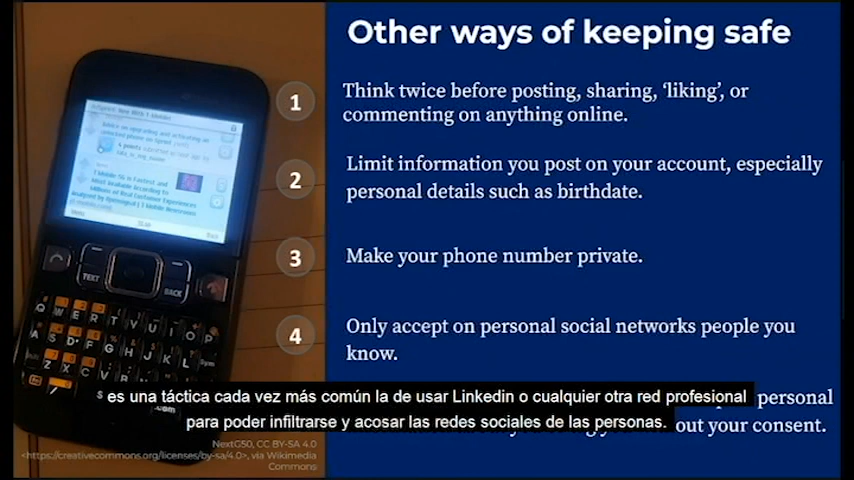 Other ways of keeping safe
1
Think twice before posting, sharing, ‘liking’, or
commenting on anything online.
2
Limit information you post on your account, especially
personal details such as birthdate.
3
Make your phone number private.
4
Only accept on personal social networks people you
know.
personal
out your consent.
es una táctica cada vez más común la de usar Linkedin o cualquier otra red profesional
para poder infiltrarse y acosar las redes sociales de las personas.
TEXT
BACK
Menu
Back
Q W E R T Y U I O P
A S D F G H J K L
Z X C V B N M
Sym
.com
NextG50, CC BY-SA 4.0
<https://creativecommons.org/licenses/by-sa/4.0>, via Wikimedia
Commons